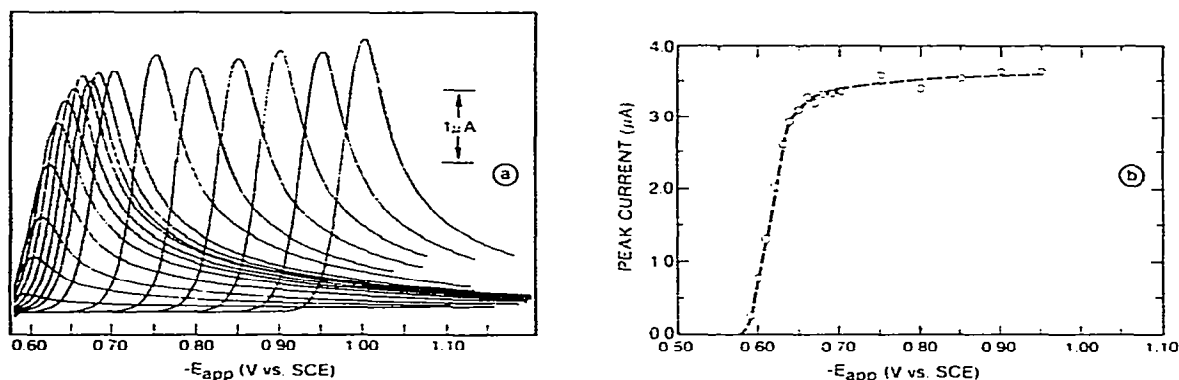 1μA
a
0.60 0.70 0.80 0.90 1.00 1.10
-Eapp (V vs. SCE)
PEAK CURRENT (μA)
4.0
3.0
2.0
1.0
0.0
b
0.50 0.60 0.70 0.80 0.90 1.00 1.10
-Eapp (V vs. SCE)